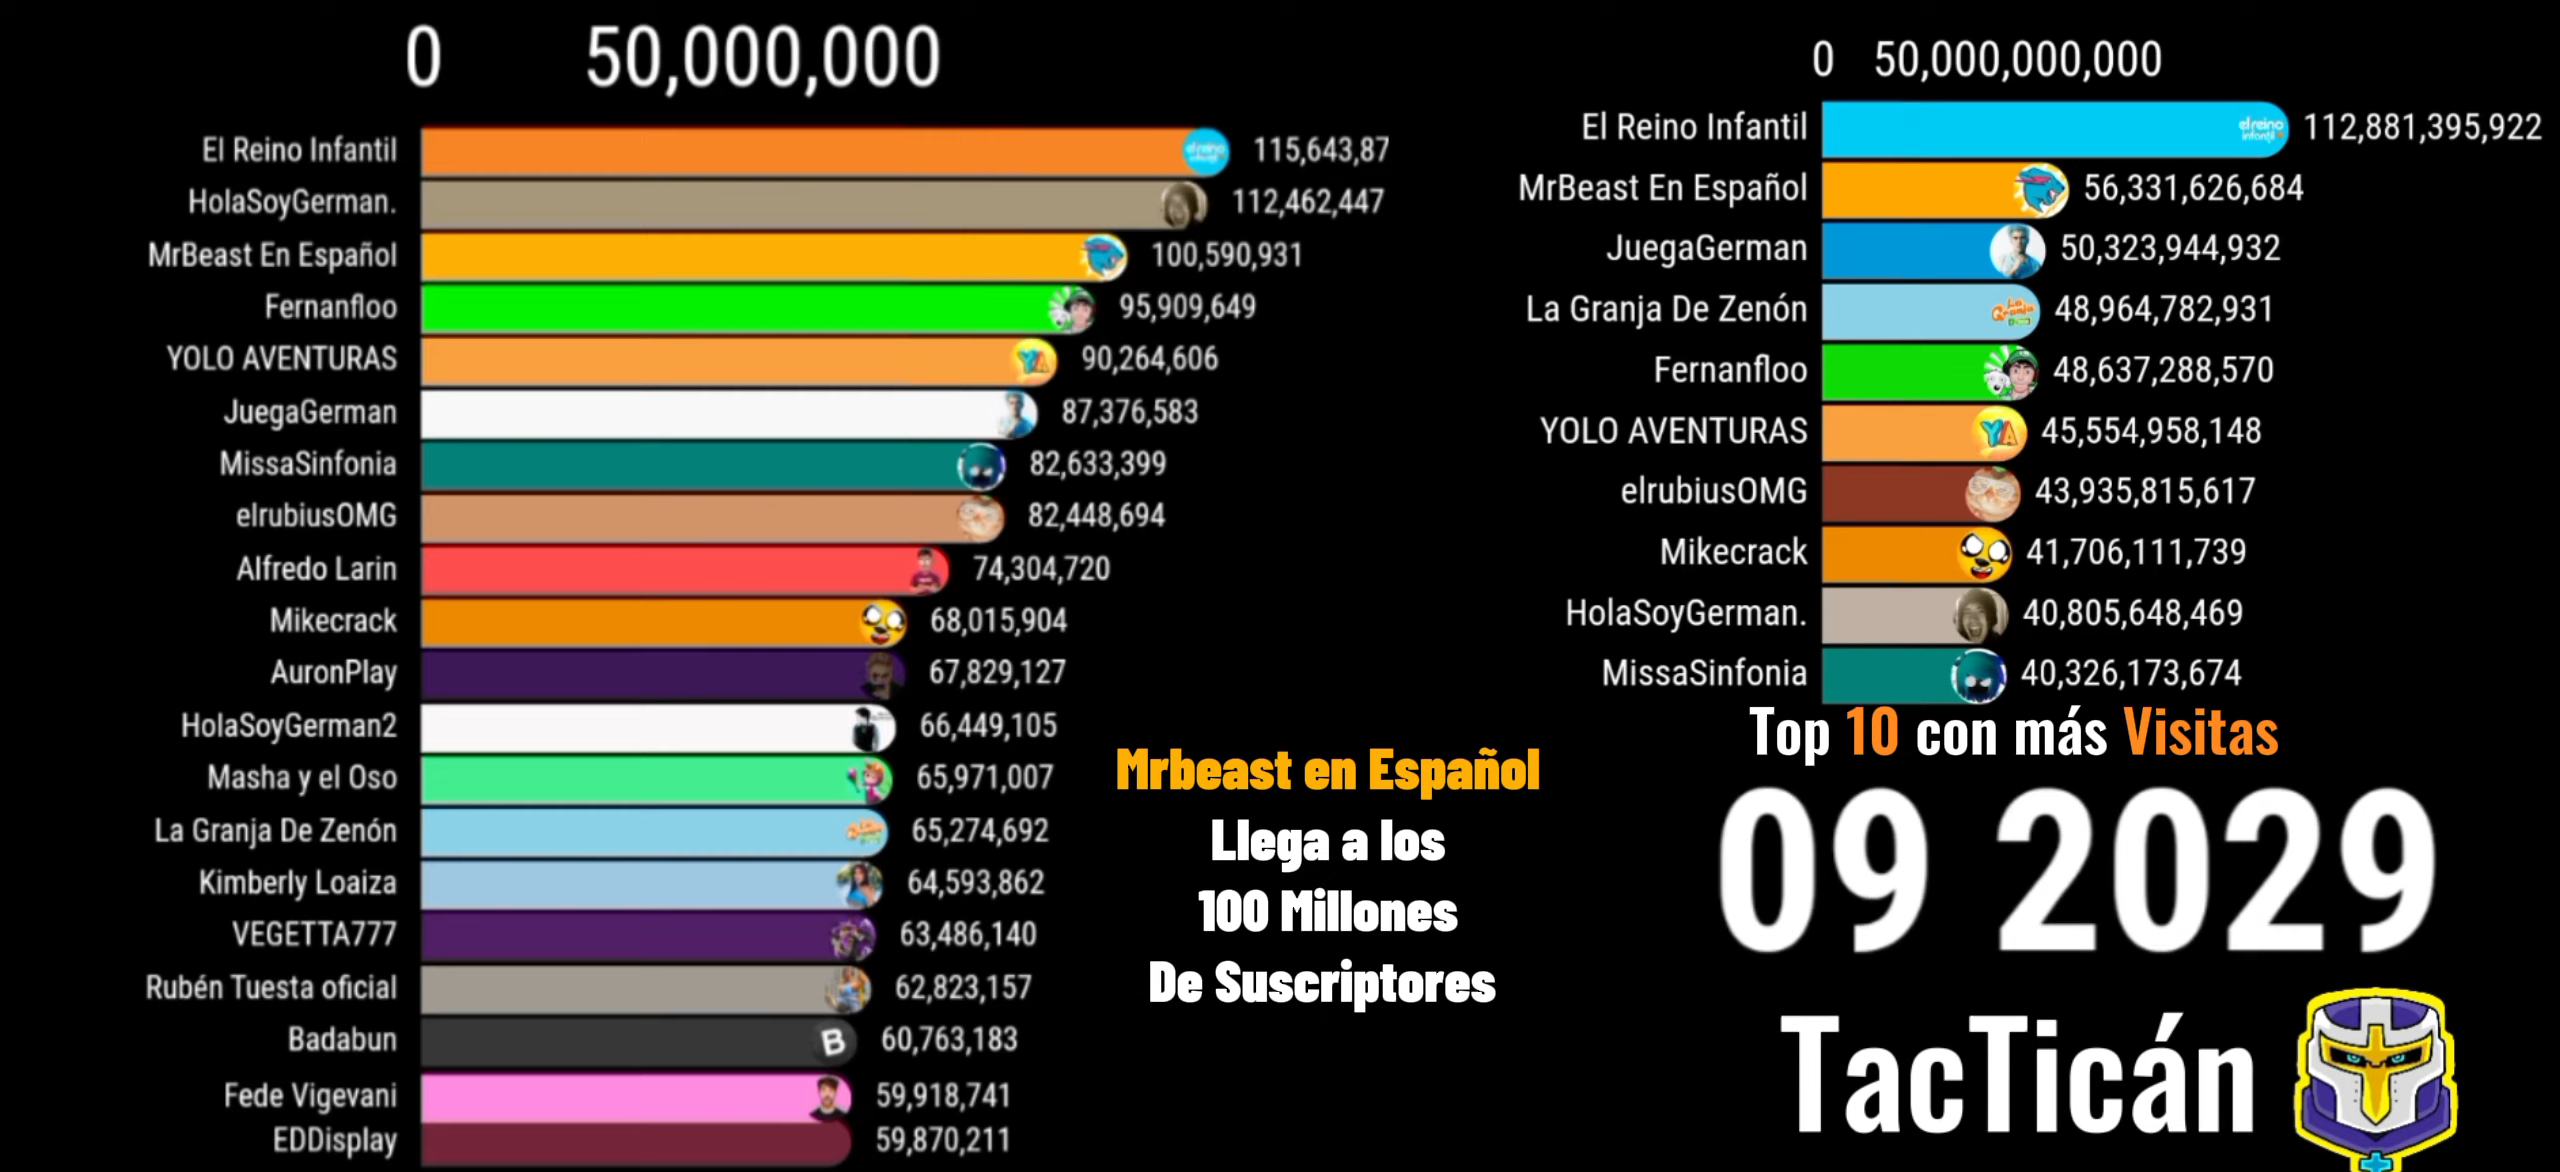 0 50,000,000
El Reino Infantil 115,643,87
HolaSoyGerman. 112,462,447
MrBeast En Español 100,590,931
Fernanfloo 95,909,649
YOLO AVENTURAS 90,264,606
JuegaGerman 87,376,583
MissaSinfonia 82,633,399
elrubiusOMG 82,448,694
Alfredo Larin 74,304,720
Mikecrack 68,015,904
AuronPlay 67,829,127
HolaSoyGerman2 66,449,105
Masha y el Oso 65,971,007
La Granja De Zenón 65,274,692
Kimberly Loaiza 64,593,862
VEGETTA777 63,486,140
Rubén Tuesta oficial 62,823,157
Badabun B 60,763,183
Fede Vigevani 59,918,741
EDDisplay 59,870,211
Mrbeast en Español
Llega a los
100 Millones
De Suscriptores
0 50,000,000,000
El Reino Infantil el reino infantil 112,881,395,922
MrBeast En Español 56,331,626,684
JuegaGerman 50,323,944,932
La Granja De Zenón La Granja 48,964,782,931
Fernanfloo 48,637,288,570
YOLO AVENTURAS YA 45,554,958,148
elrubiusOMG 43,935,815,617
Mikecrack 41,706,111,739
HolaSoyGerman. 40,805,648,469
MissaSinfonia 40,326,173,674
Top 10 con más Visitas
09 2029
TacTicán